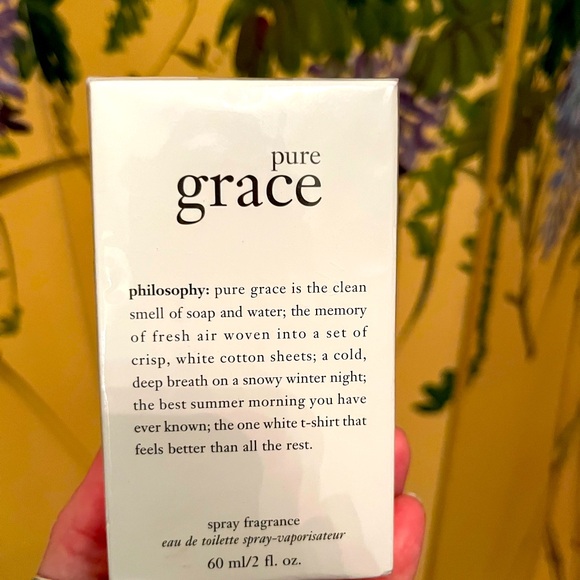 pure
grace
philosophy: pure grace is the clean
smell of soap and water; the memory
of fresh air woven into a set of
crisp, white cotton sheets; a cold,
deep breath on a snowy winter night;
the best summer morning you have
ever known; the one white t-shirt that
feels better than all the rest.
spray fragrance
eau de toilette spray-vaporisateur
60 ml/2 fl. oz.